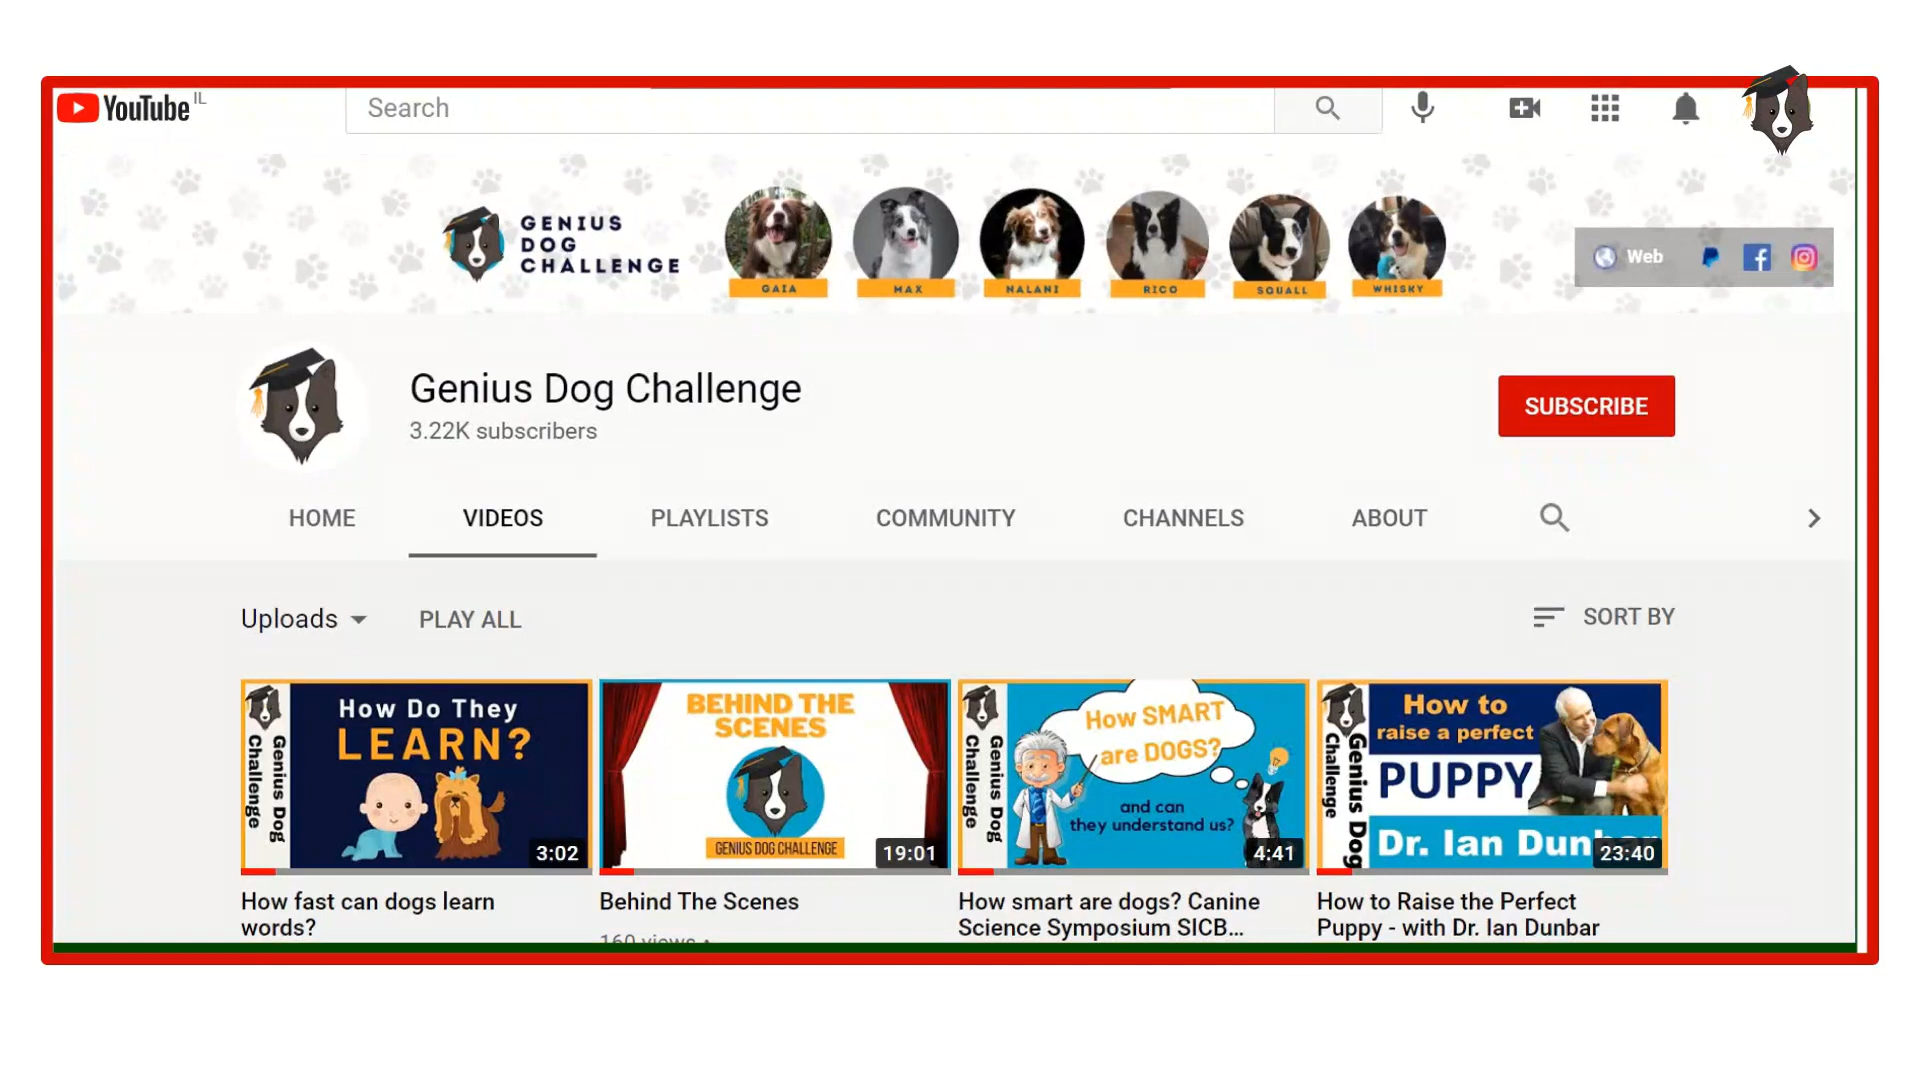 YouTube IL
Search
GENIUS
DOG
CHALLENGE
GAIA
MAX
NALANI
RICO
SQUALL
WHISKY
Web
Genius Dog Challenge
3.22K subscribers
SUBSCRIBE
HOME
VIDEOS
PLAYLISTS
COMMUNITY
CHANNELS
ABOUT
Uploads
PLAY ALL
SORT BY
Genius Dog
Challenge
How Do They
LEARN?
3:02
BEHIND THE
SCENES
GENIUS DOG CHALLENGE
19:01
Genius Dog
Challenge
How SMART
are DOGS?
and can
they understand us?
4:41
Genius Dog
Challenge
How to
raise a perfect
PUPPY
Dr. Ian Dunbar
23:40
How fast can dogs learn
words?
Behind The Scenes
160 views •
How smart are dogs? Canine
Science Symposium SICB...
How to Raise the Perfect
Puppy - with Dr. Ian Dunbar